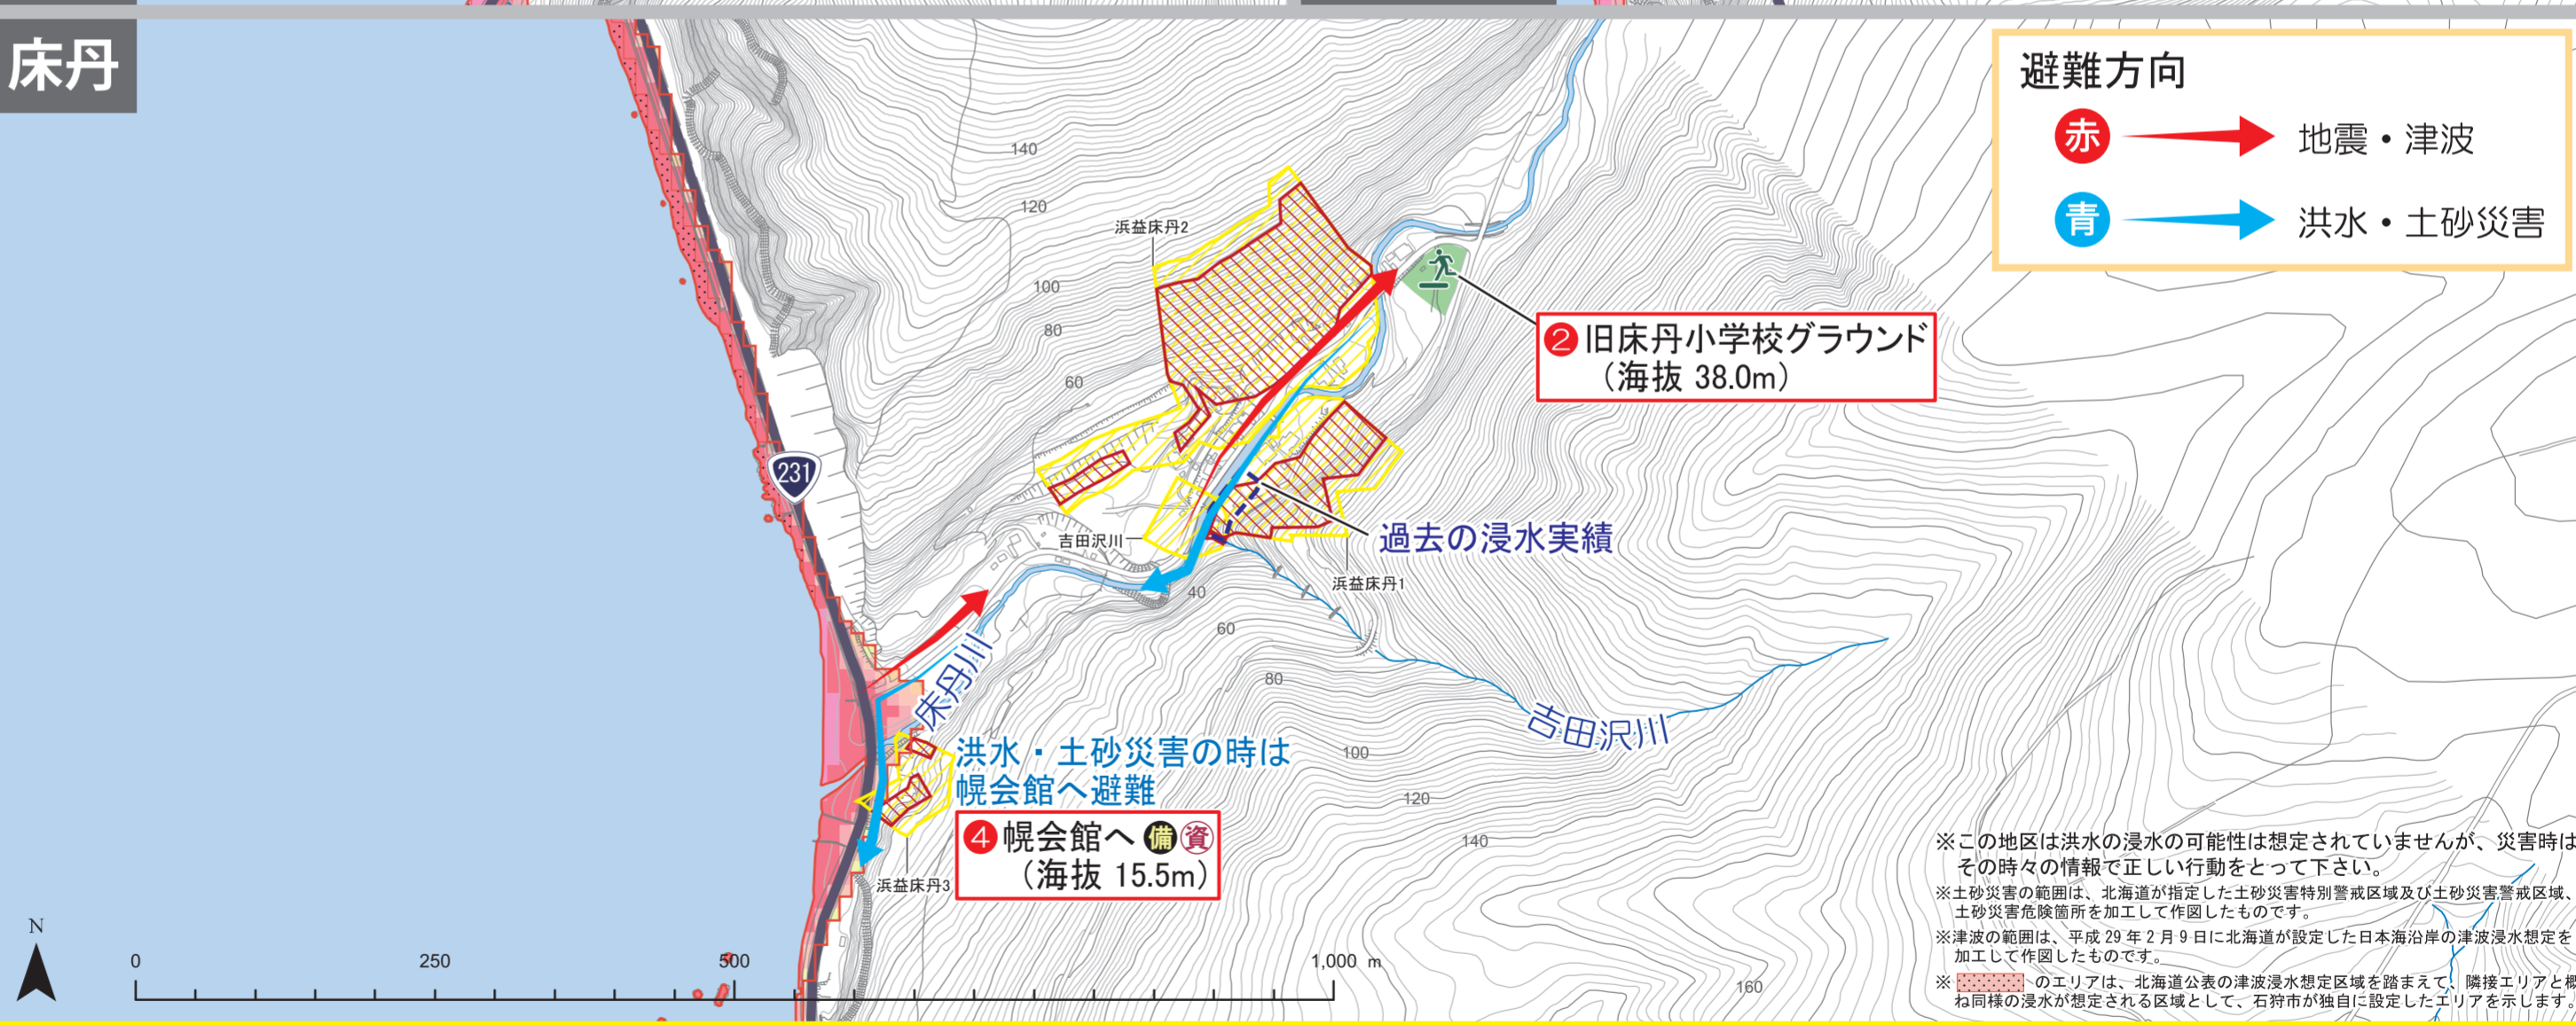 床丹
避難方向
赤 地震・津波
青 洪水・土砂災害
140
120
浜益床丹2
100
80
60
②旧床丹小学校グラウンド
（海抜 38.0m）
231
過去の浸水実績
吉田沢川
浜益床丹1
40
60
床丹川
80
吉田沢川
洪水・土砂災害の時は
幌会館へ避難
100
120
④幌会館へ 備 資
（海抜 15.5m）
140
浜益床丹3
160
※この地区は洪水の浸水の可能性は想定されていませんが、災害時は
その時々の情報で正しい行動をとって下さい。
※土砂災害の範囲は、北海道が指定した土砂災害特別警戒区域及び土砂災害警戒区域、
土砂災害危険箇所を加工して作図したものです。
※津波の範囲は、平成29年2月9日に北海道が設定した日本海沿岸の津波浸水想定を
加工して作図したものです。
※ のエリアは、北海道公表の津波浸水想定区域を踏まえて、隣接エリアと概
ね同様の浸水が想定される区域として、石狩市が独自に設定したエリアを示します。
N
0 250 500 1,000 m